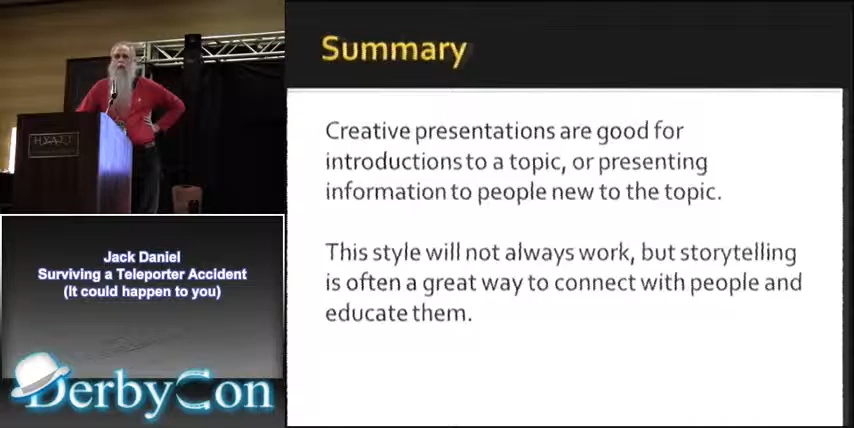 Summary
Creative presentations are good for
introductions to a topic, or presenting
information to people new to the topic.
This style will not always work, but storytelling
is often a great way to connect with people and
educate them.
HYATT
Jack Daniel
Surviving a Teleporter Accident
(It could happen to you)
DerbyCon